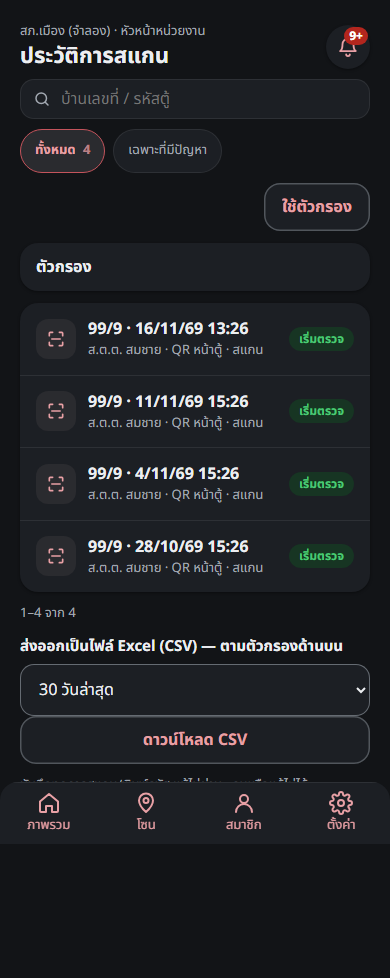 สภ.เมือง (จำลอง) · หัวหน้าหน่วยงาน
ประวัติการสแกน
9+
บ้านเลขที่ / รหัสตู้
ทั้งหมด 4
เฉพาะที่มีปัญหา
ใช้ตัวกรอง
ตัวกรอง
99/9 · 16/11/69 13:26
ส.ต.ต. สมชาย · QR หน้าตู้ · สแกน
เริ่มตรวจ
99/9 · 11/11/69 15:26
ส.ต.ต. สมชาย · QR หน้าตู้ · สแกน
เริ่มตรวจ
99/9 · 4/11/69 15:26
ส.ต.ต. สมชาย · QR หน้าตู้ · สแกน
เริ่มตรวจ
99/9 · 28/10/69 15:26
ส.ต.ต. สมชาย · QR หน้าตู้ · สแกน
เริ่มตรวจ
1–4 จาก 4
ส่งออกเป็นไฟล์ Excel (CSV) — ตามตัวกรองด้านบน
30 วันล่าสุด
ดาวน์โหลด CSV
ภาพรวม
โซน
สมาชิก
ตั้งค่า